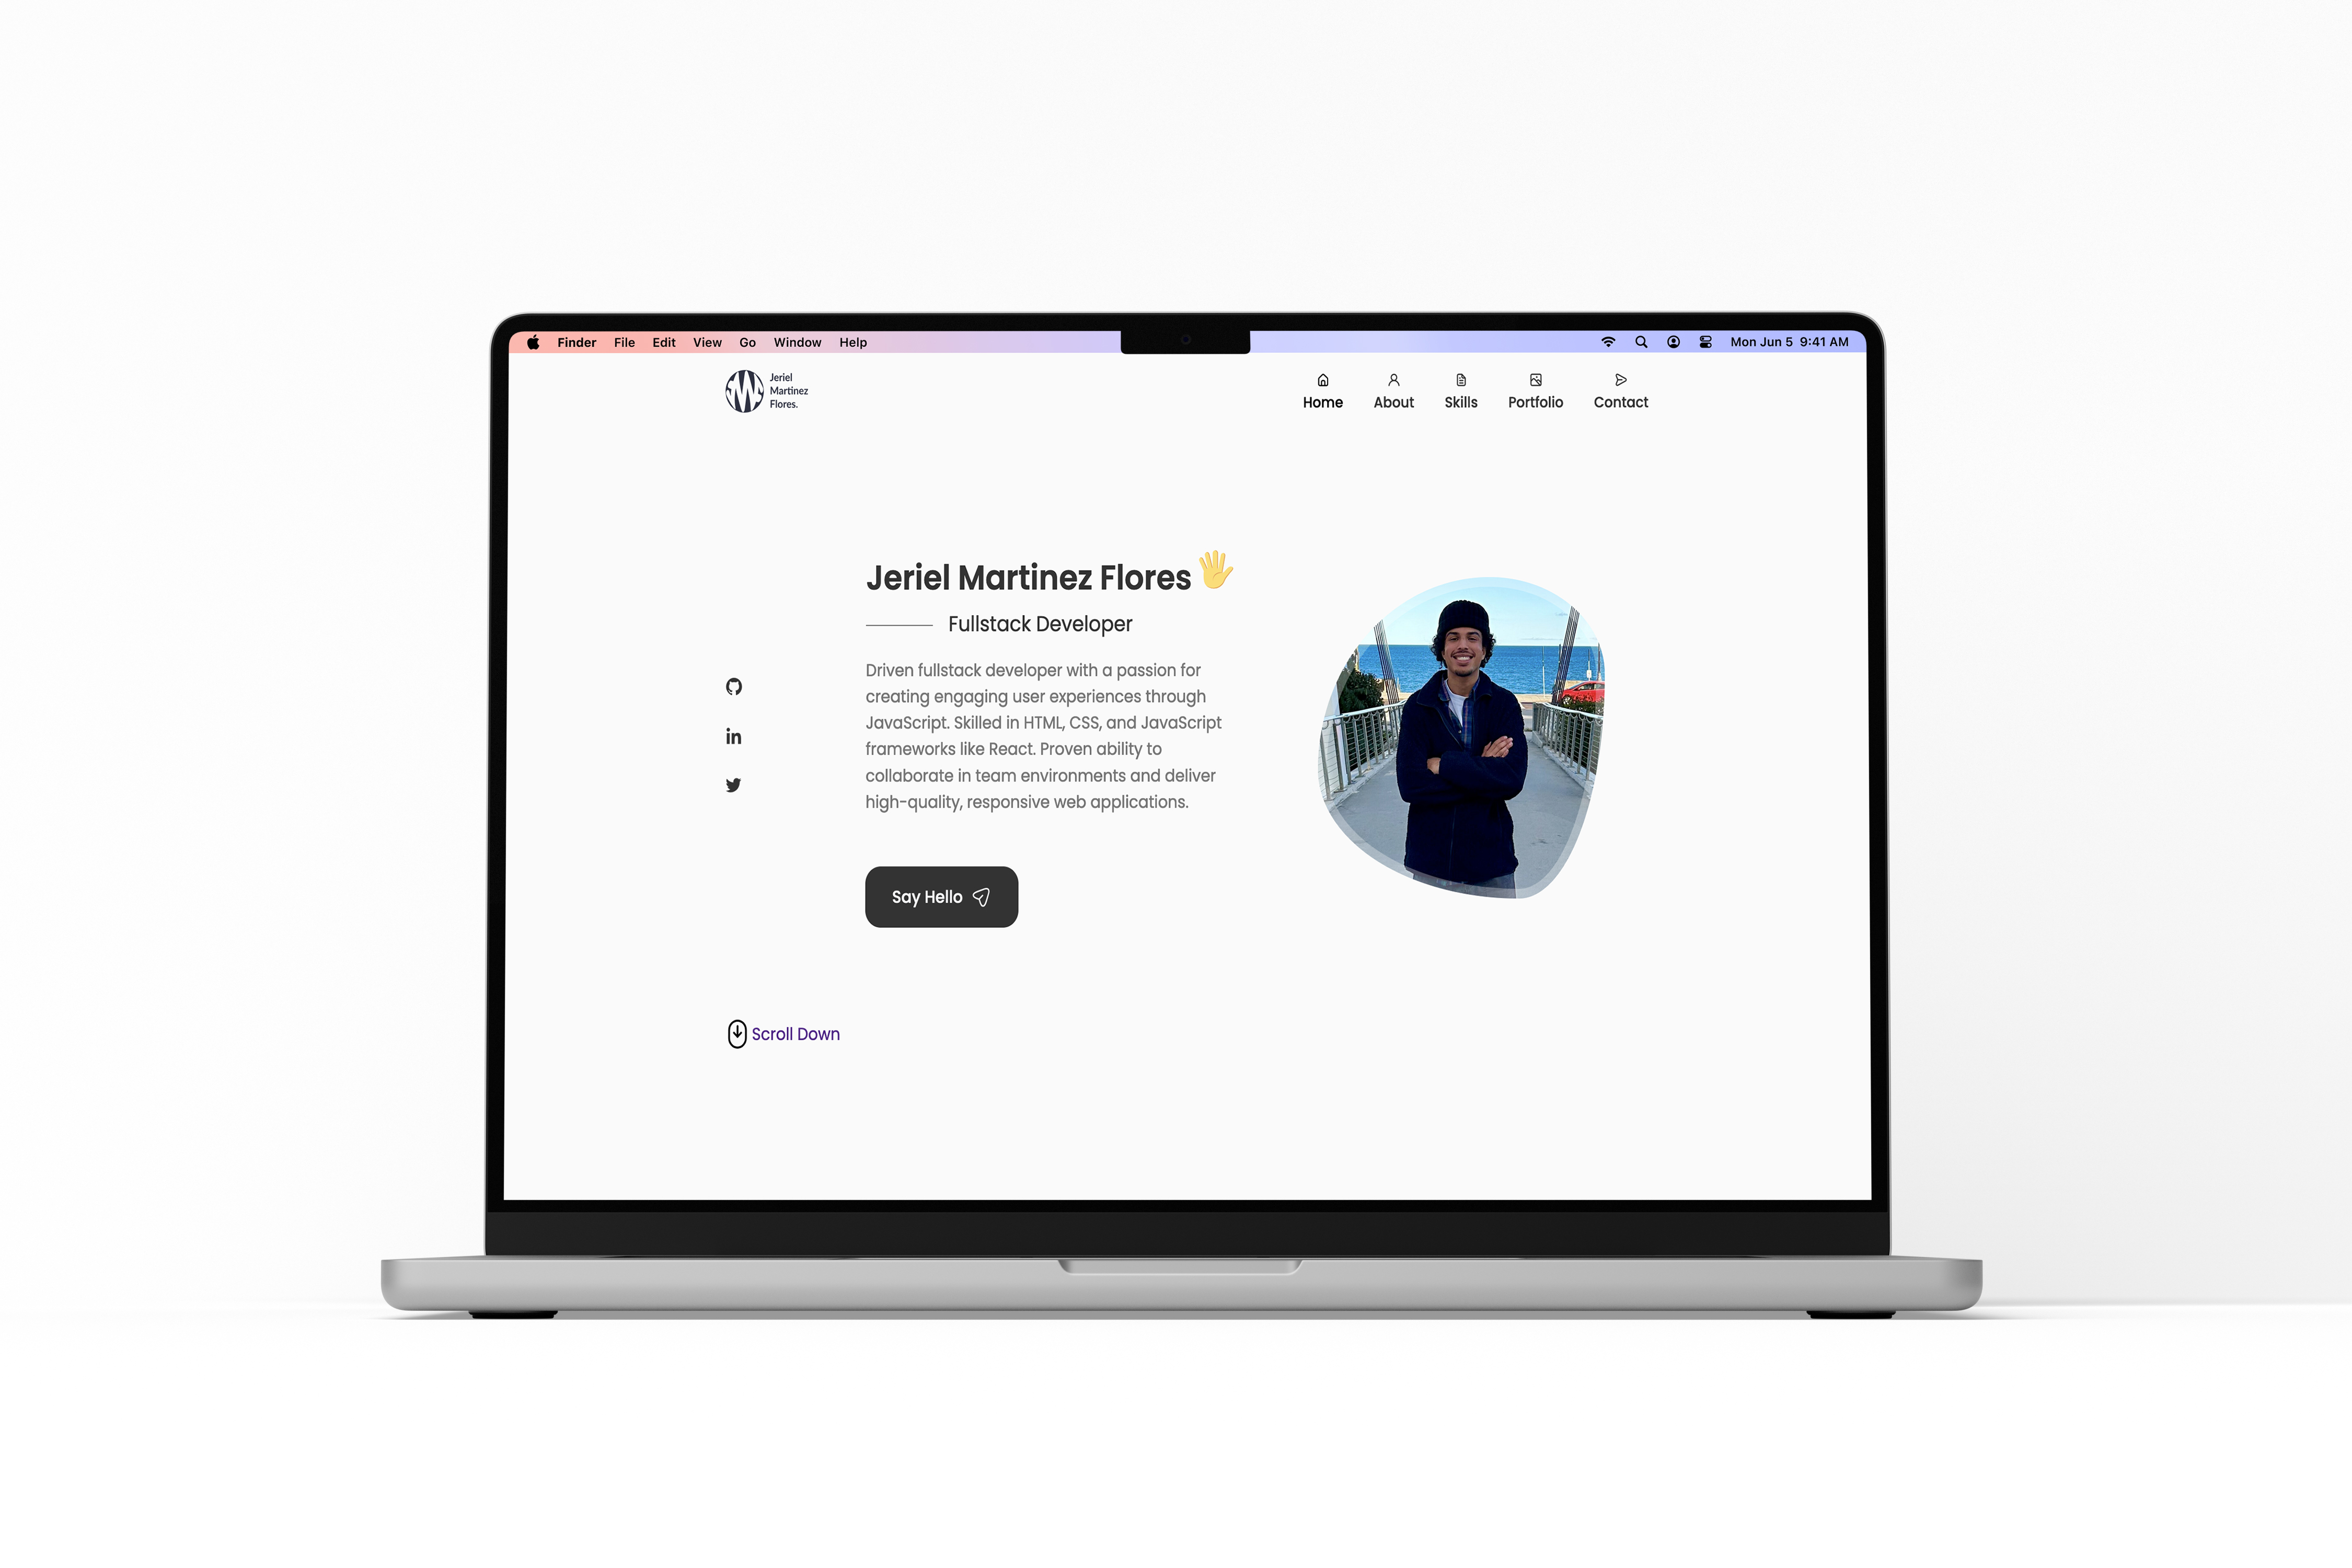 Finder File Edit View Go Window Help
Mon Jun 5 9:41 AM
Jeriel
Martinez
Flores.
Home About Skills Portfolio Contact
Jeriel Martinez Flores
Fullstack Developer
Driven fullstack developer with a passion for
creating engaging user experiences through
JavaScript. Skilled in HTML, CSS, and JavaScript
frameworks like React. Proven ability to
collaborate in team environments and deliver
high-quality, responsive web applications.
in
Say Hello
Scroll Down